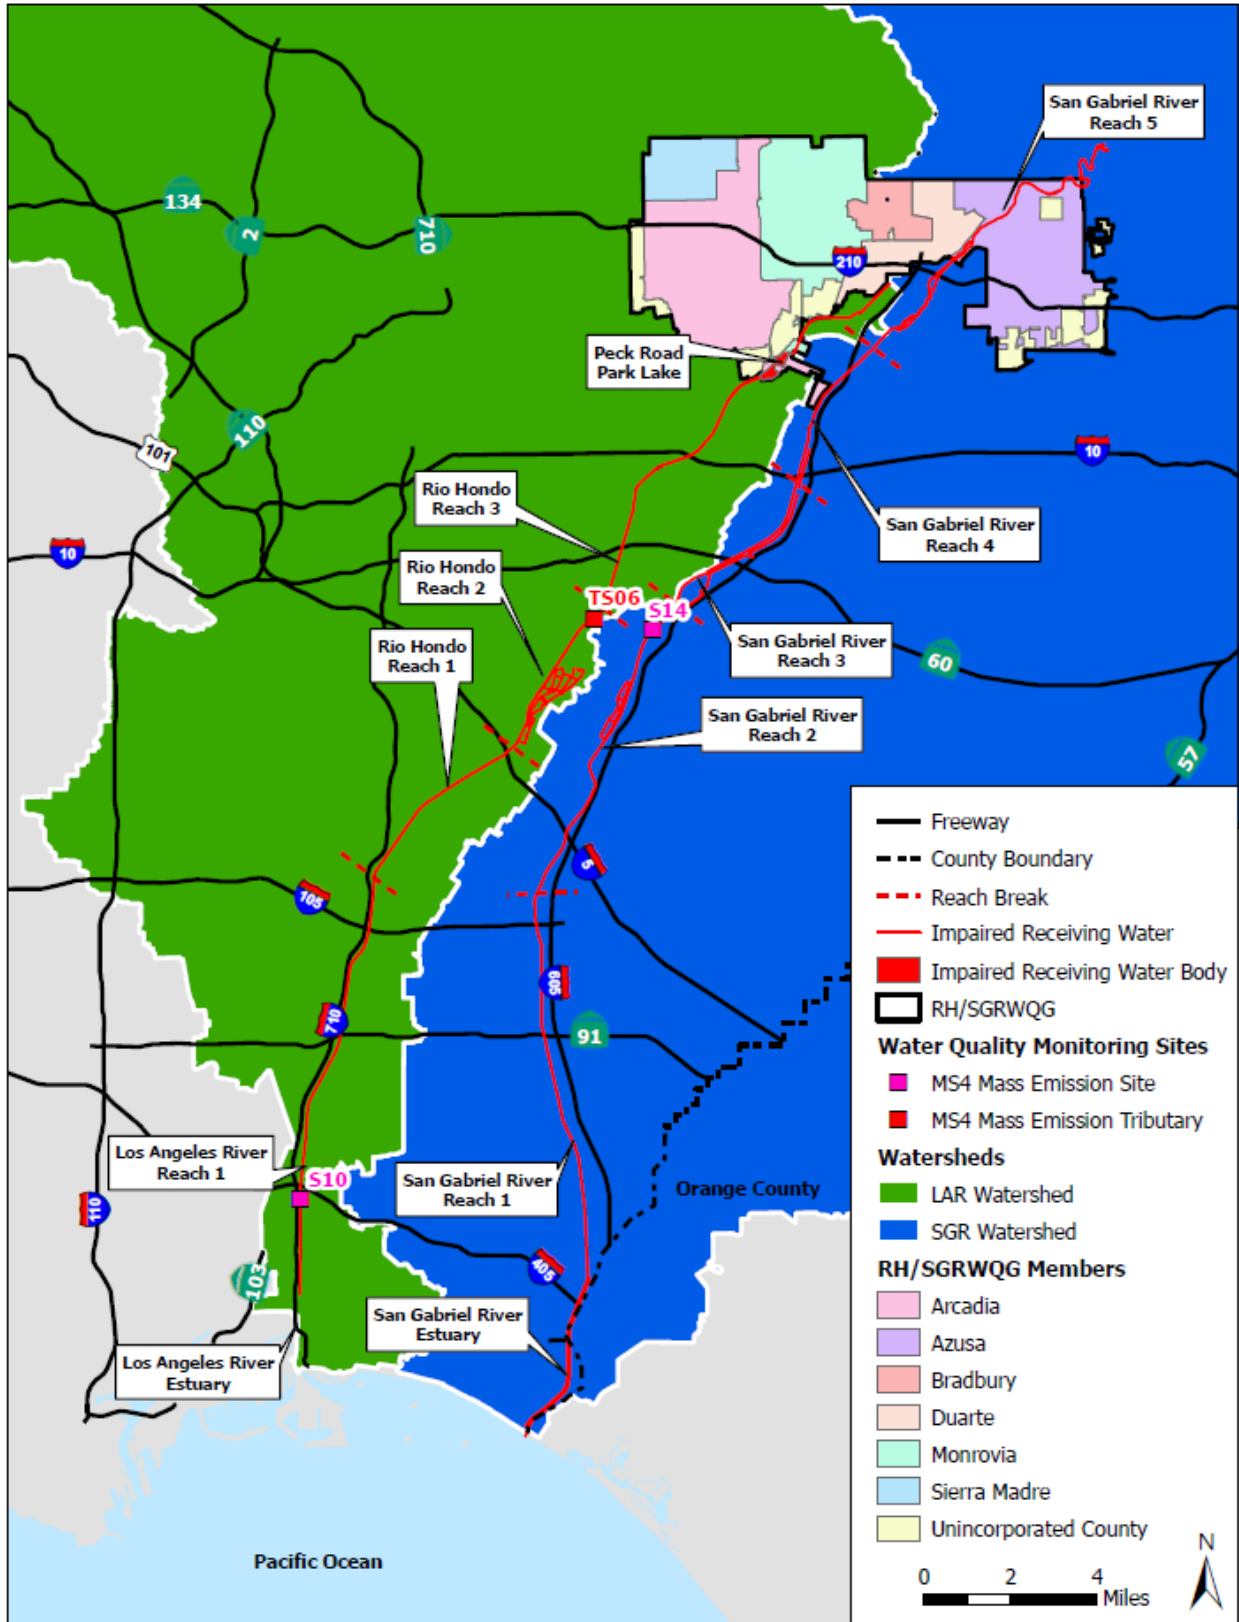 San Gabriel River
Reach 5
134
2
710
210
Peck Road
Park Lake
110
101
10
Rio Hondo
Reach 3
10
San Gabriel River
Reach 4
Rio Hondo
Reach 2
TS06
S14
Rio Hondo
Reach 1
San Gabriel River
Reach 3
60
San Gabriel River
Reach 2
57
5
105
605
710
91
Los Angeles River
Reach 1
S10
San Gabriel River
Reach 1
Orange County
110
103
405
San Gabriel River
Estuary
Los Angeles River
Estuary
Pacific Ocean
Freeway
County Boundary
Reach Break
Impaired Receiving Water
Impaired Receiving Water Body
RH/SGRWQG
Water Quality Monitoring Sites
MS4 Mass Emission Site
MS4 Mass Emission Tributary
Watersheds
LAR Watershed
SGR Watershed
RH/SGRWQG Members
Arcadia
Azusa
Bradbury
Duarte
Monrovia
Sierra Madre
Unincorporated County
N
0 2 4
Miles